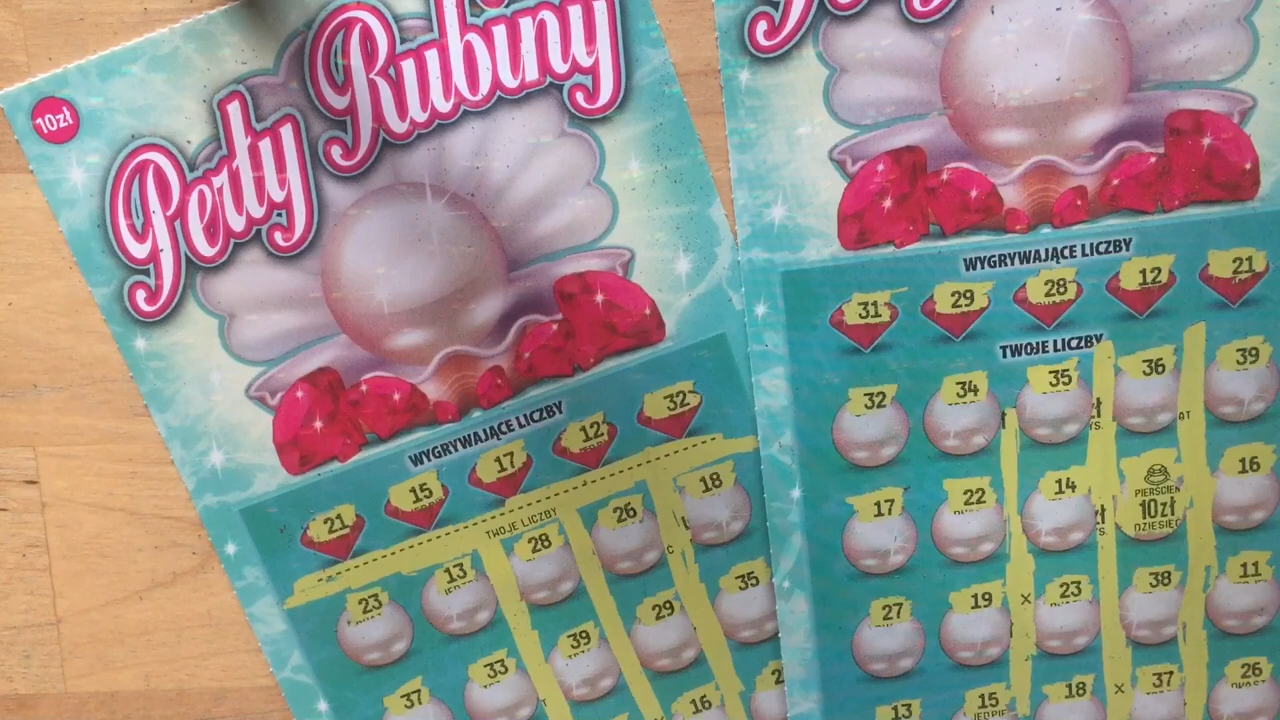 10zł
Perły Rubiny
WYGRYWAJĄCE LICZBY
21 15 17 12 32
TWOJE LICZBY
23 13 28 26 18
37 33 39 29 35
16
WYGRYWAJĄCE LICZBY
31 29 28 12 21
TWOJE LICZBY
32 34 35 36 39
17 22 14 PIERŚCIEŃ 16
10zł
DZIESIĘĆ
27 19 x 23 38 11
13 15 18 x 37 26